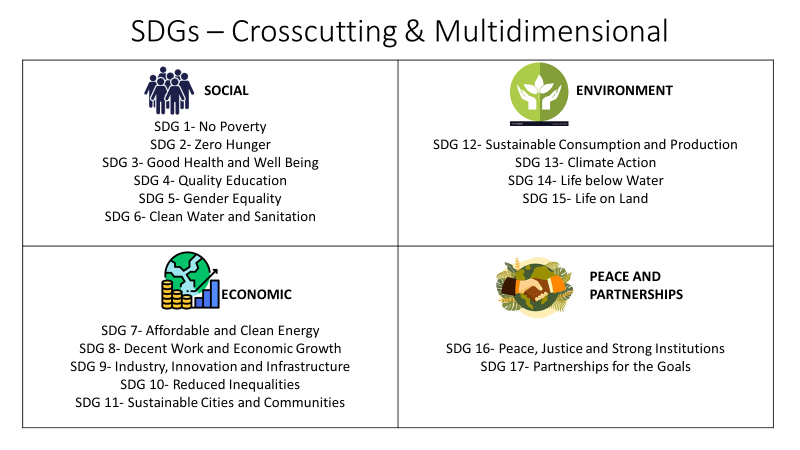 SDGs – Crosscutting & Multidimensional
SOCIAL
SDG 1- No Poverty
SDG 2- Zero Hunger
SDG 3- Good Health and Well Being
SDG 4- Quality Education
SDG 5- Gender Equality
SDG 6- Clean Water and Sanitation
ENVIRONMENT
SDG 12- Sustainable Consumption and Production
SDG 13- Climate Action
SDG 14- Life below Water
SDG 15- Life on Land
ECONOMIC
SDG 7- Affordable and Clean Energy
SDG 8- Decent Work and Economic Growth
SDG 9- Industry, Innovation and Infrastructure
SDG 10- Reduced Inequalities
SDG 11- Sustainable Cities and Communities
PEACE AND
PARTNERSHIPS
SDG 16- Peace, Justice and Strong Institutions
SDG 17- Partnerships for the Goals